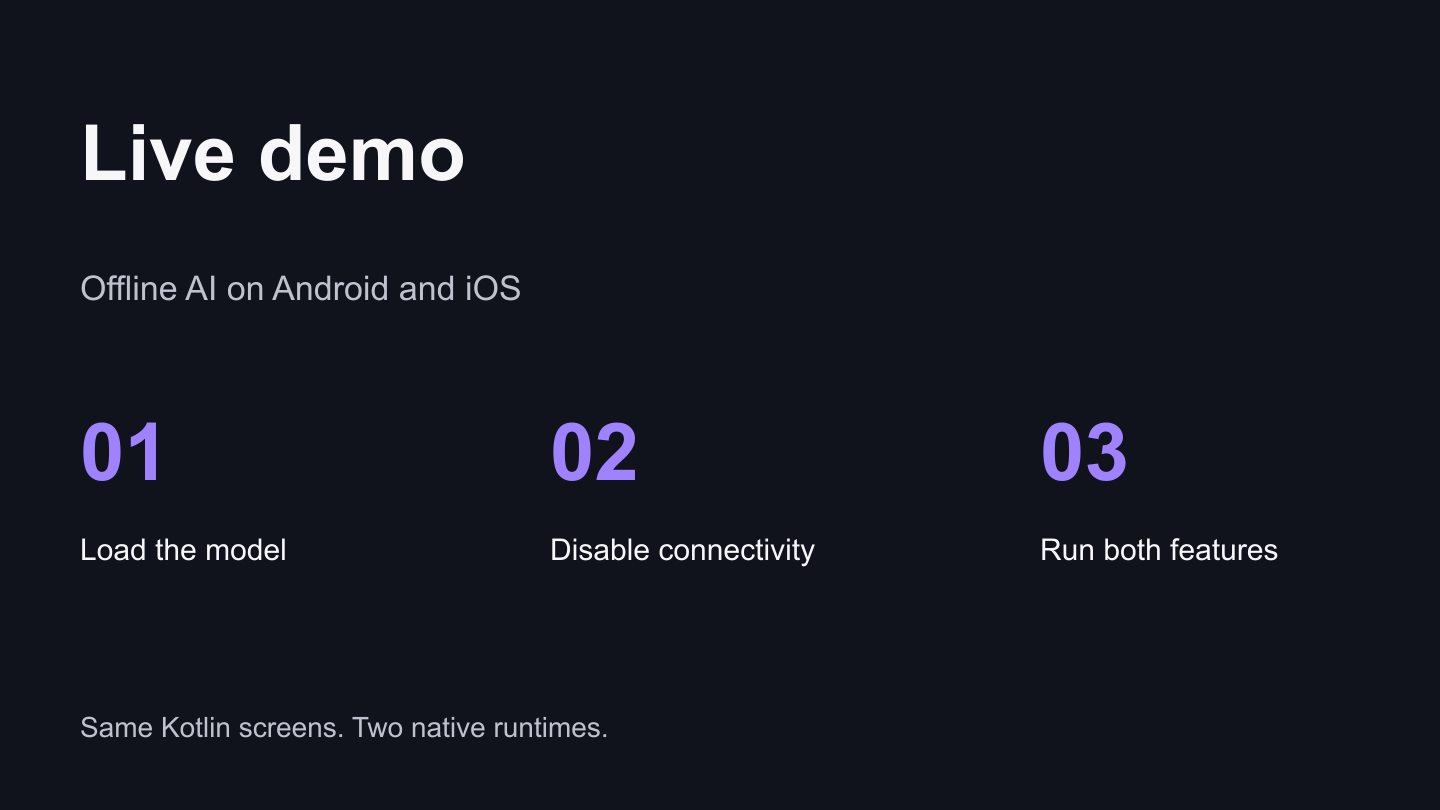 Live demo
Offline AI on Android and iOS
01
Load the model
02
Disable connectivity
03
Run both features
Same Kotlin screens. Two native runtimes.